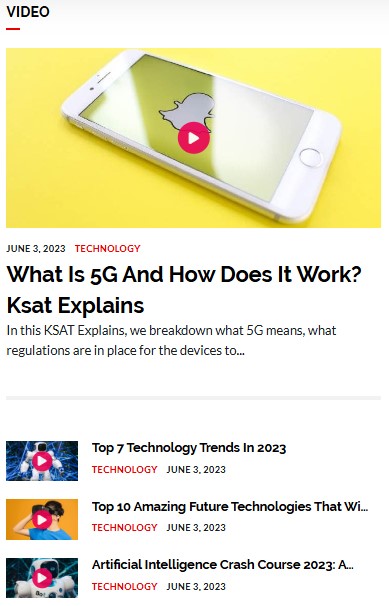 VIDEO
JUNE 3, 2023 TECHNOLOGY
What Is 5G And How Does It Work?
Ksat Explains
In this KSAT Explains, we breakdown what 5G means, what
regulations are in place for the devices to...
Top 7 Technology Trends In 2023
TECHNOLOGY JUNE 3, 2023
Top 10 Amazing Future Technologies That Wi...
TECHNOLOGY JUNE 3, 2023
Artificial Intelligence Crash Course 2023: A...
TECHNOLOGY JUNE 3, 2023